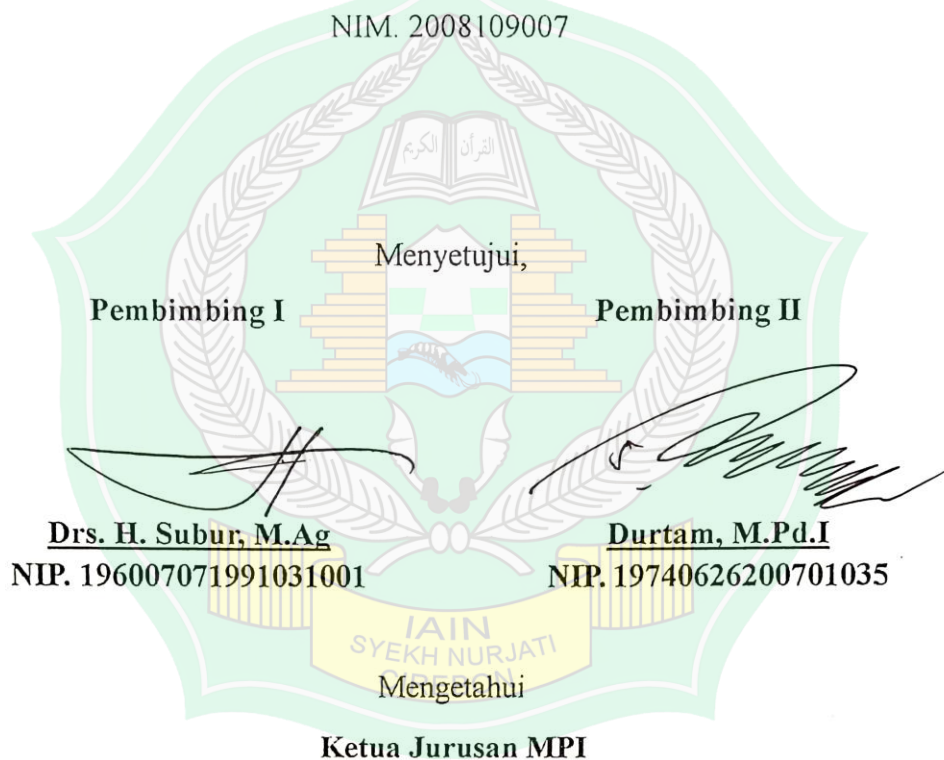 NIM. 2008109007
القرآن الكريم
Menyetujui,
Pembimbing I Pembimbing II
Drs. H. Subur, M.Ag Durtam, M.Pd.I
NIP. 196007071991031001 NIP. 19740626200701035
IAIN
SYEKH NURJATI
CIREBON
Mengetahui
Ketua Jurusan MPI